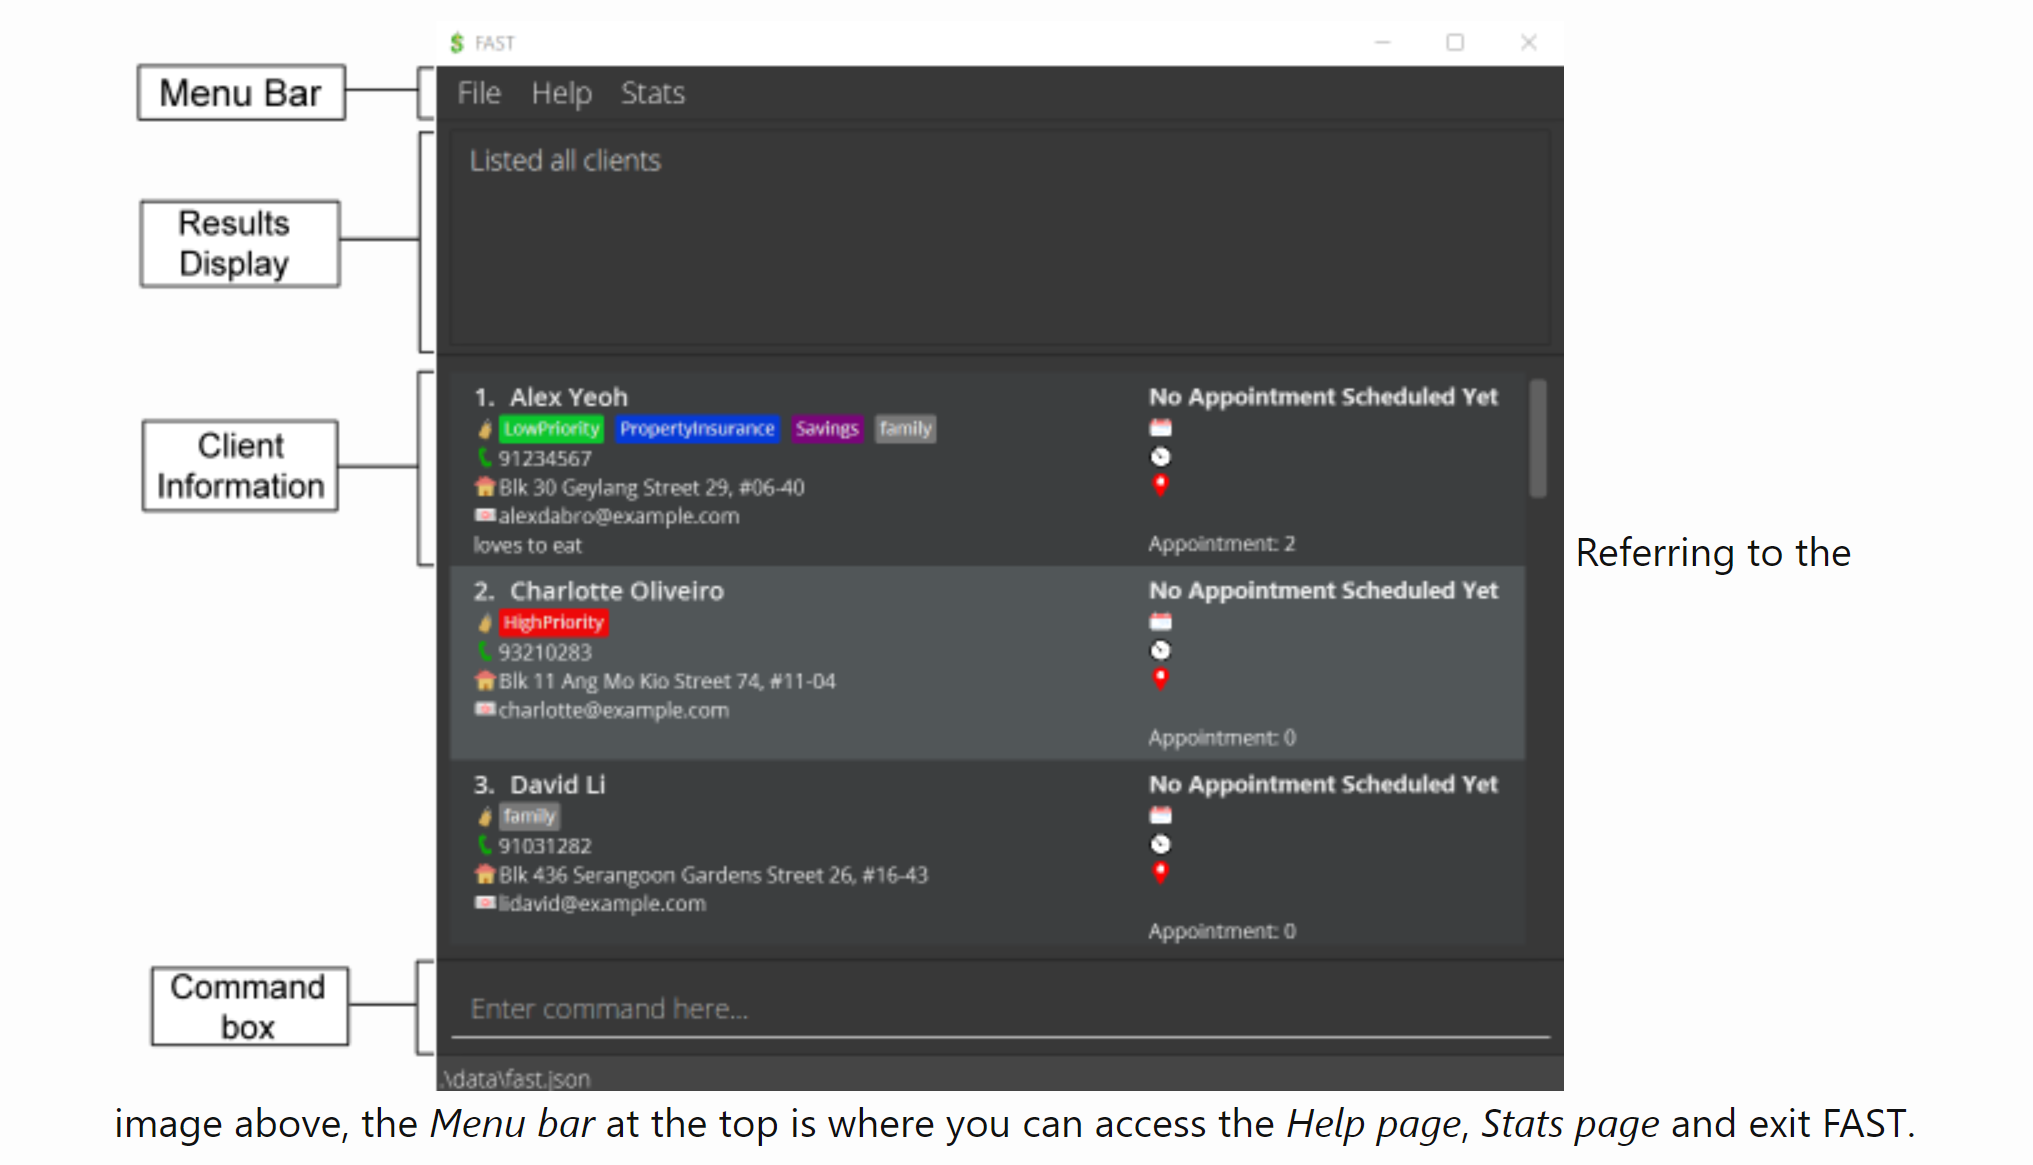 FAST
Menu Bar
File Help Stats
Listed all clients
Results
Display
Client
Information
1. Alex Yeoh
LowPriority PropertyInsurance Savings family
91234567
Blk 30 Geylang Street 29, #06-40
alexdabro@example.com
loves to eat
No Appointment Scheduled Yet
Appointment: 2
2. Charlotte Oliveiro
HighPriority
93210283
Blk 11 Ang Mo Kio Street 74, #11-04
charlotte@example.com
No Appointment Scheduled Yet
Appointment: 0
3. David Li
family
91031282
Blk 436 Serangoon Gardens Street 26, #16-43
lidavid@example.com
No Appointment Scheduled Yet
Appointment: 0
Command
box
Enter command here...
.\data\fast.json
Referring to the
image above, the Menu bar at the top is where you can access the Help page, Stats page and exit FAST.